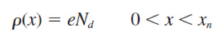 ρ(x) = eN_d 0 < x < x_n